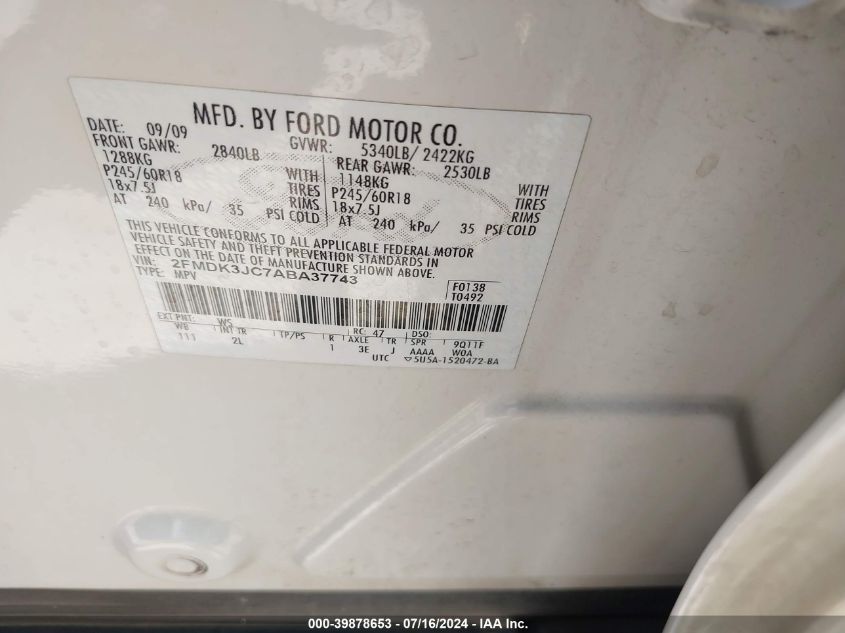 MFD. BY FORD MOTOR CO.
DATE: 09/09 GVWR: 5340LB/ 2422KG
FRONT GAWR: 2840LB REAR GAWR: 2530LB
1288KG WITH 1148KG WITH
P245/60R18 TIRES P245/60R18 TIRES
18x7.5J RIMS 18x7.5J RIMS
AT 240 kPa/ 35 PSI COLD AT 240 kPa/ 35 PSI COLD
THIS VEHICLE CONFORMS TO ALL APPLICABLE FEDERAL MOTOR
VEHICLE SAFETY AND THEFT PREVENTION STANDARDS IN
EFFECT ON THE DATE OF MANUFACTURE SHOWN ABOVE.
VIN: 2FMDK3JC7ABA37743 F0138
TYPE: MPV T0492
EXT PNT: WS RC: 47 DSO:
WB INT TR TP/PS R AXLE TR SPR 9Q11F
111 2L 1 3E J AAAA W0A
UTC 5U5A-1520472-BA
000-39878653 / 07/16/2024 - IAA Inc.